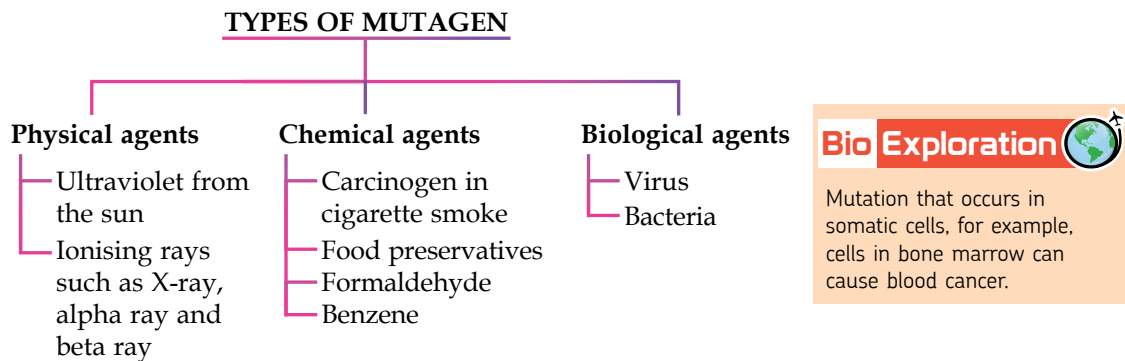 TYPES OF MUTAGEN
Physical agents
Ultraviolet from
the sun
Ionising rays
such as X-ray,
alpha ray and
beta ray
Chemical agents
Carcinogen in
cigarette smoke
Food preservatives
Formaldehyde
Benzene
Biological agents
Virus
Bacteria
Bio Exploration
Mutation that occurs in
somatic cells, for example,
cells in bone marrow can
cause blood cancer.